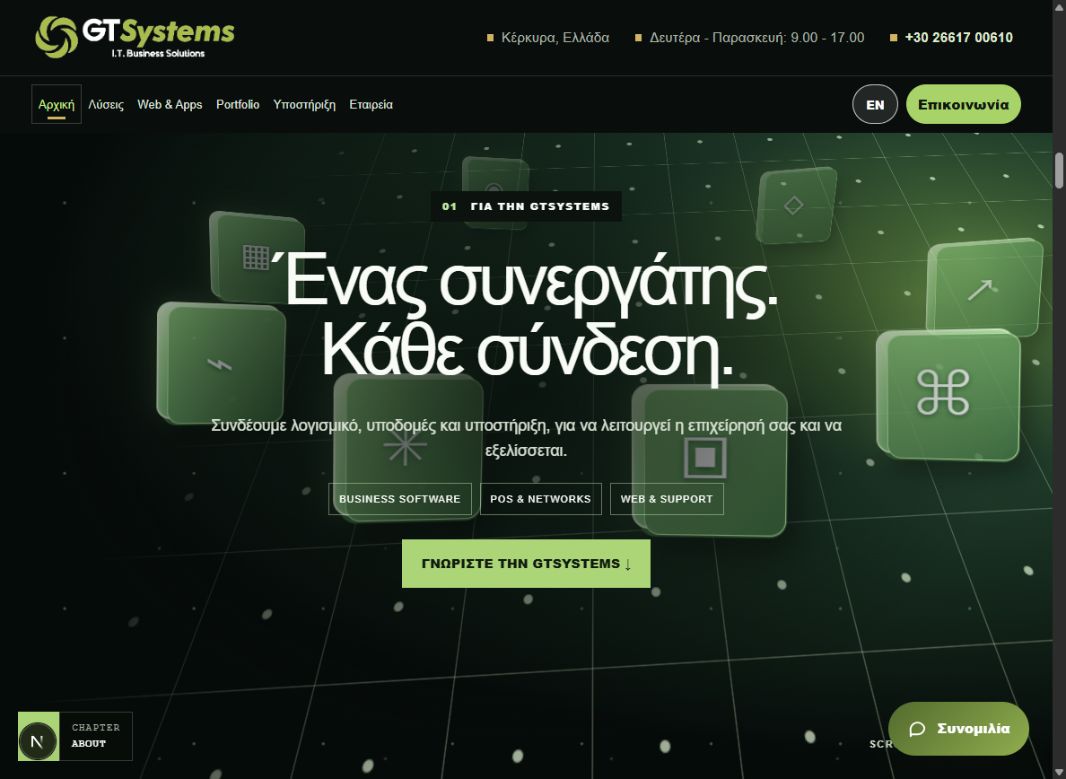 GTSystems
I.T. Business Solutions
Κέρκυρα, Ελλάδα
Δευτέρα - Παρασκευή: 9.00 - 17.00
+30 26617 00610
Αρχική
Λύσεις
Web & Apps
Portfolio
Υποστήριξη
Εταιρεία
EN
Επικοινωνία
01 ΓΙΑ ΤΗΝ GTSYSTEMS
Ένας συνεργάτης.
Κάθε σύνδεση.
Συνδέουμε λογισμικό, υποδομές και υποστήριξη, για να λειτουργεί η επιχείρησή σας και να
εξελίσσεται.
BUSINESS SOFTWARE
POS & NETWORKS
WEB & SUPPORT
ΓΝΩΡΙΣΤΕ ΤΗΝ GTSYSTEMS ↓
N
CHAPTER
ABOUT
SCR
Συνομιλία